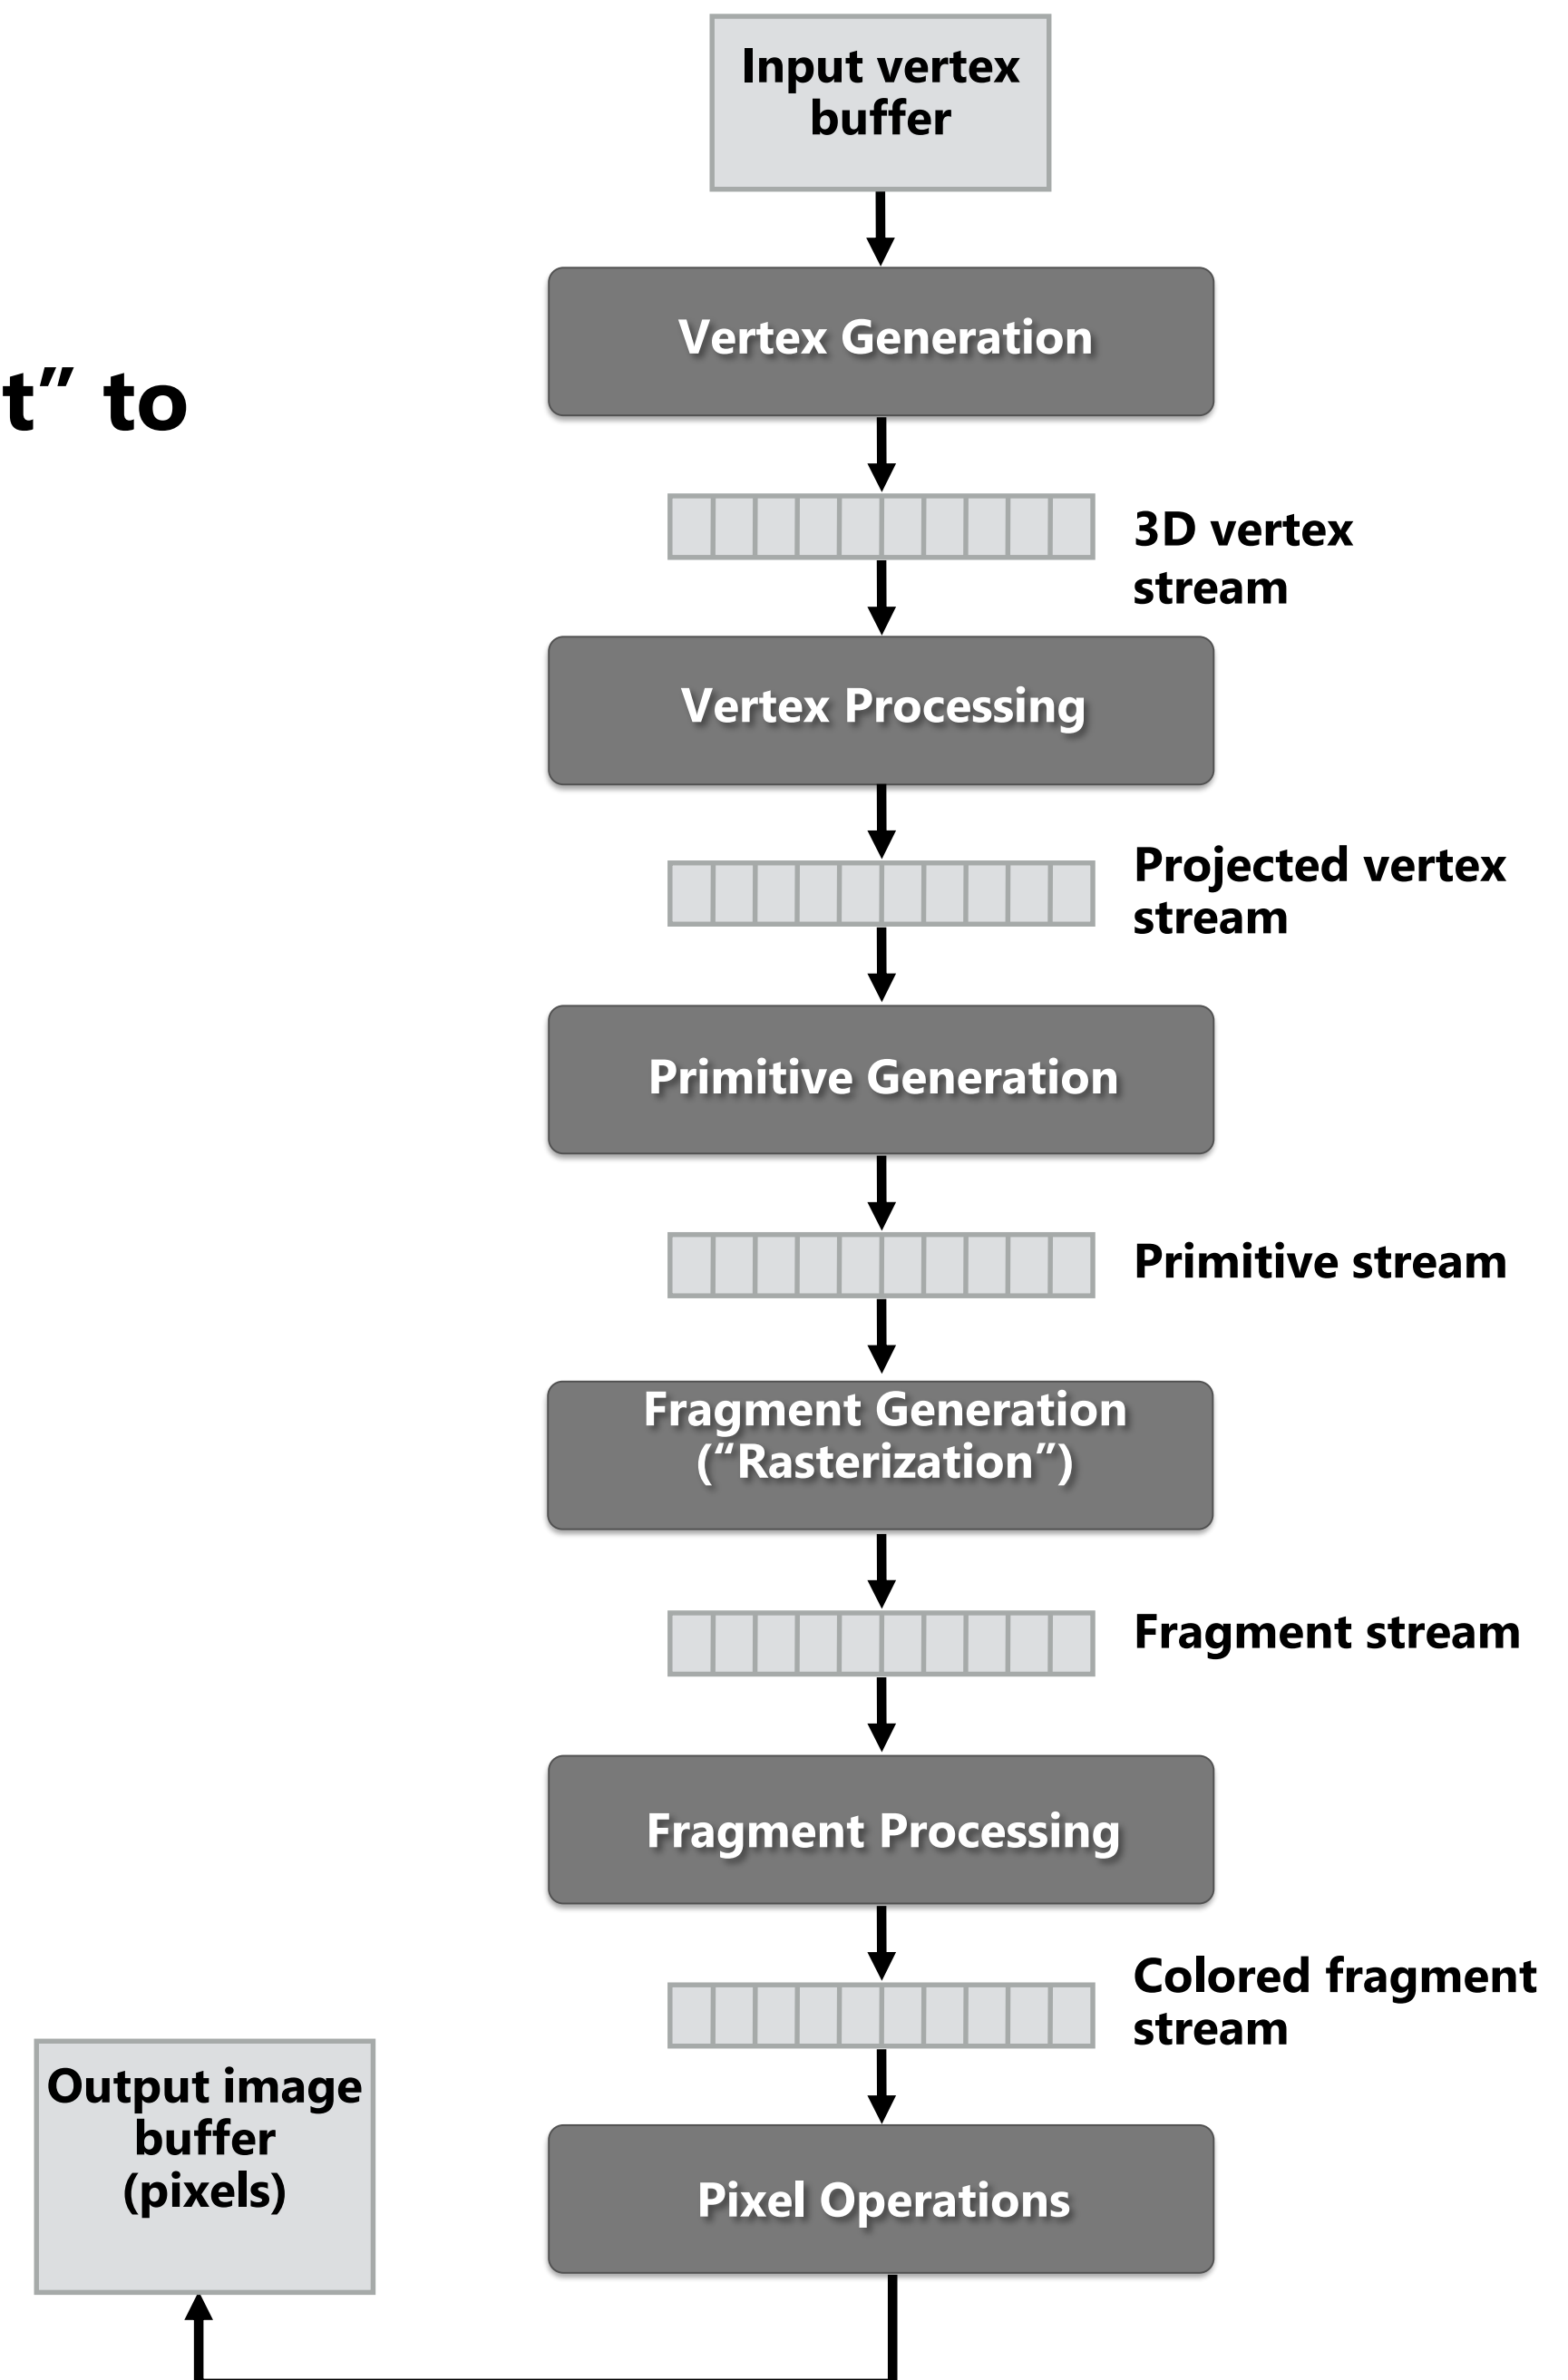 Input vertex
buffer
Vertex Generation
t” to
3D vertex
stream
Vertex Processing
Projected vertex
stream
Primitive Generation
Primitive stream
Fragment Generation
(“Rasterization”)
Fragment stream
Fragment Processing
Colored fragment
stream
Output image
buffer
(pixels)
Pixel Operations